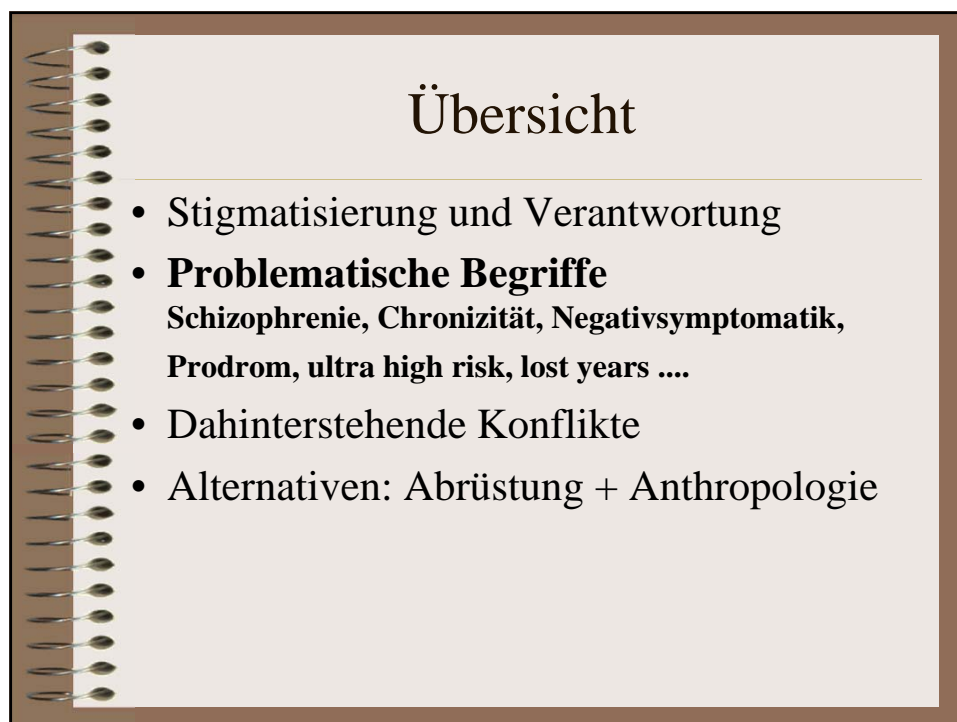 Übersicht
• Stigmatisierung und Verantwortung
• Problematische Begriffe
Schizophrenie, Chronizität, Negativsymptomatik,
Prodrom, ultra high risk, lost years ....
• Dahinterstehende Konflikte
• Alternativen: Abrüstung + Anthropologie